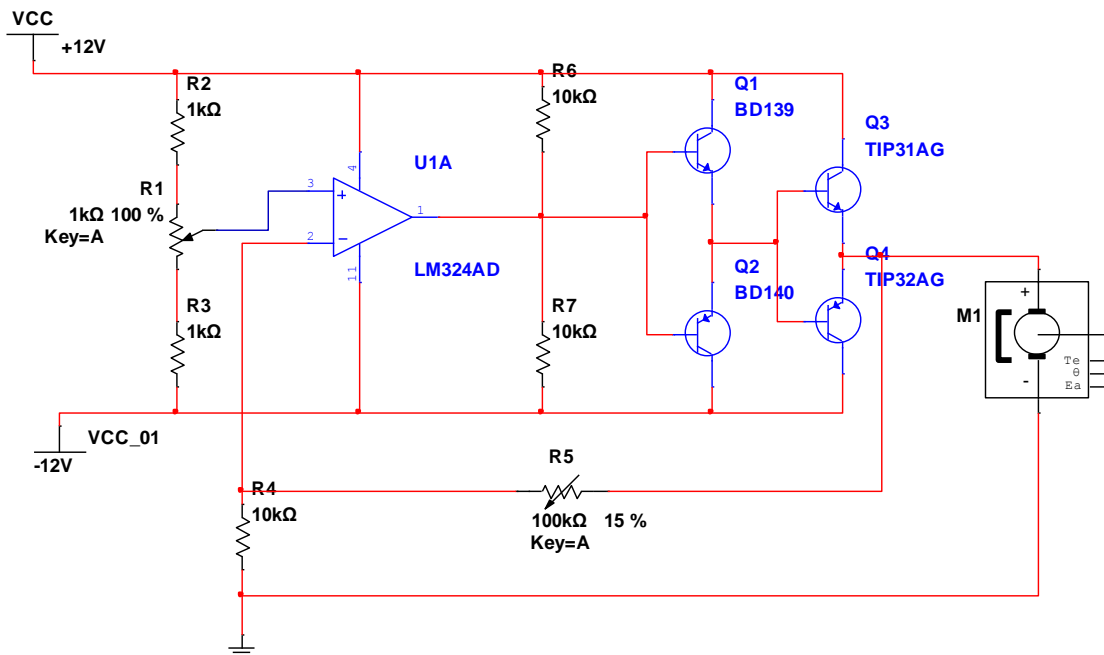 VCC
+12V
R2
1kΩ
R1
1kΩ 100 %
Key=A
R3
1kΩ
3
2
4
11
1
U1A
LM324AD
R6
10kΩ
R7
10kΩ
Q1
BD139
Q2
BD140
Q3
TIP31AG
Q4
TIP32AG
M1
+
-
Te
θ
Ea
VCC_01
-12V
R4
10kΩ
R5
100kΩ 15 %
Key=A